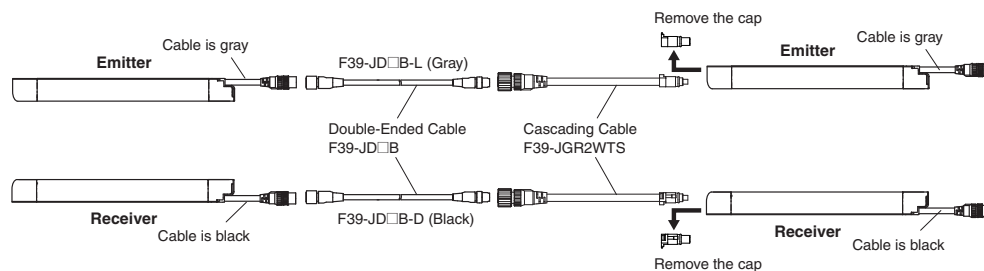 Remove the cap
Cable is gray
Emitter
F39-JD□B-L (Gray)
Emitter
Cable is gray
Double-Ended Cable
F39-JD□B
Cascading Cable
F39-JGR2WTS
Receiver
Cable is black
F39-JD□B-D (Black)
Receiver
Cable is black
Remove the cap